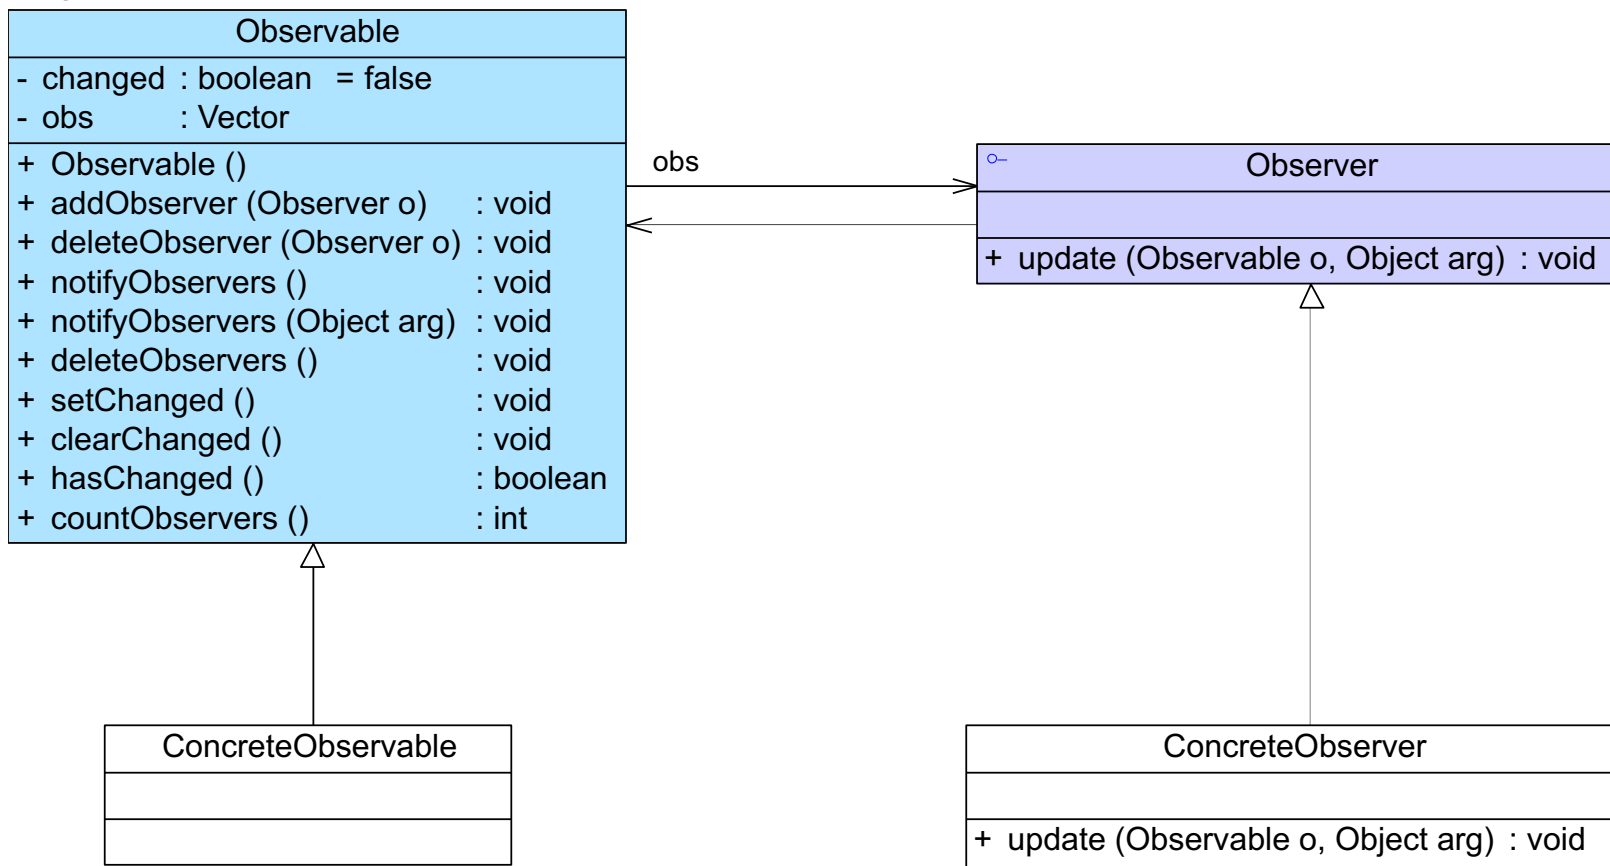 Observable
- changed : boolean = false
- obs : Vector
+ Observable ()
+ addObserver (Observer o) : void
+ deleteObserver (Observer o) : void
+ notifyObservers () : void
+ notifyObservers (Object arg) : void
+ deleteObservers () : void
+ setChanged () : void
+ clearChanged () : void
+ hasChanged () : boolean
+ countObservers () : int
obs
Observer
+ update (Observable o, Object arg) : void
ConcreteObservable
ConcreteObserver
+ update (Observable o, Object arg) : void